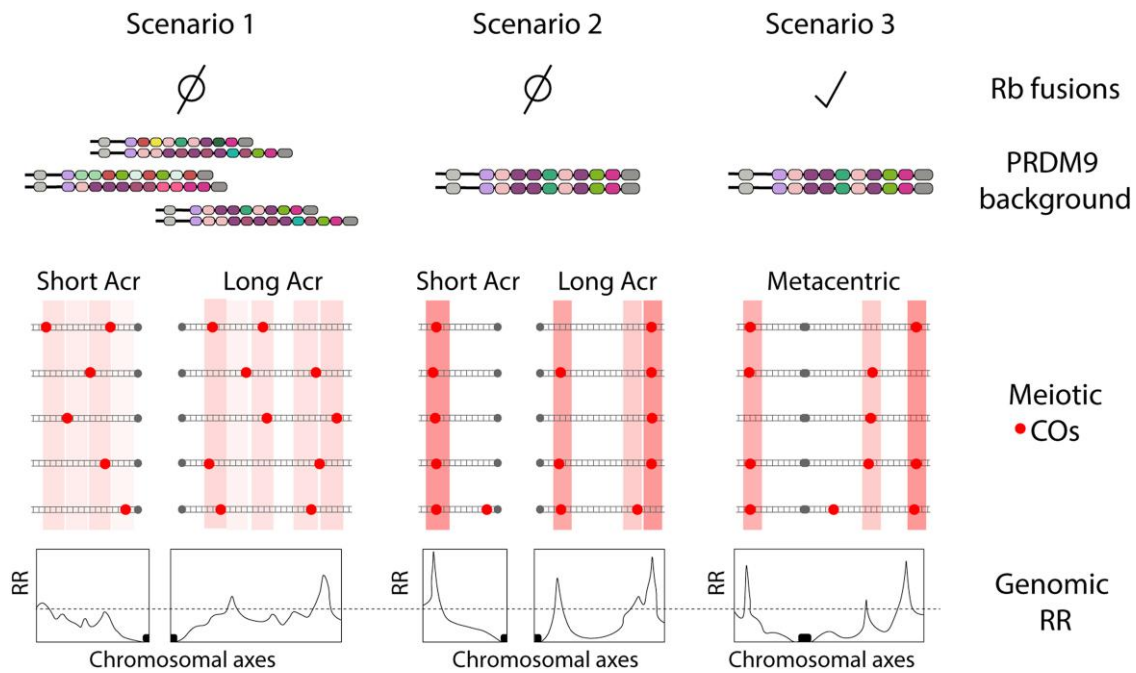 Scenario 1
Scenario 2
Scenario 3
Rb fusions
PRDM9
background
Short Acr
Long Acr
Short Acr
Long Acr
Metacentric
Meiotic
COs
RR
RR
RR
Genomic
RR
Chromosomal axes
Chromosomal axes
Chromosomal axes